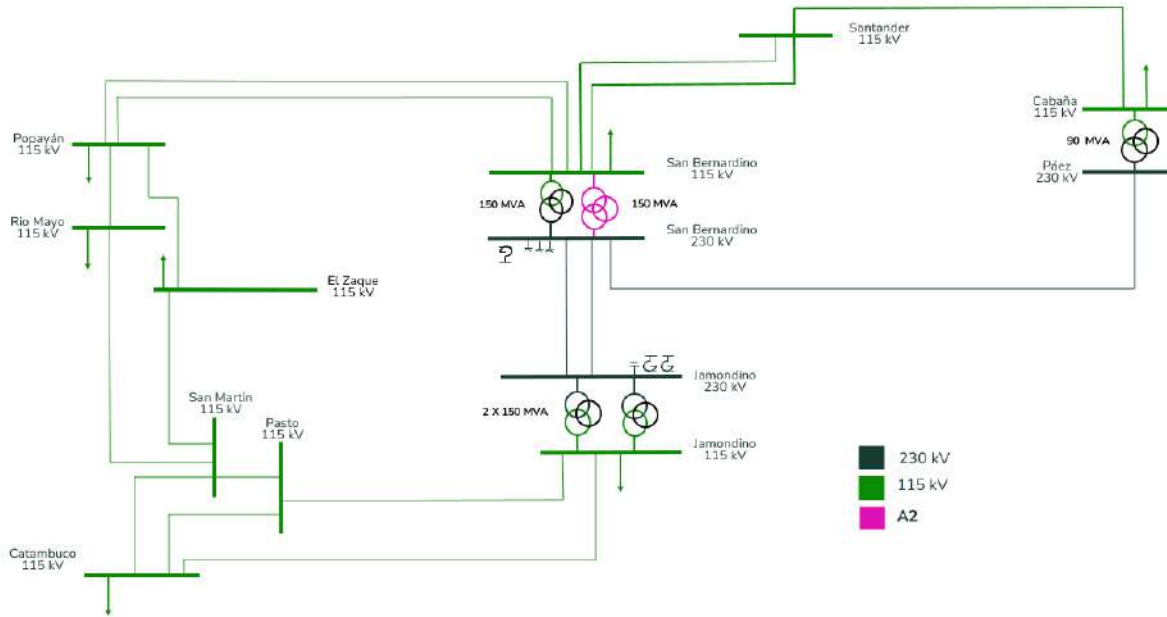 Santander
115 kV
Cabaña
115 kV
90 MVA
Páez
230 kV
Popayán
115 kV
San Bernardino
115 kV
150 MVA
150 MVA
San Bernardino
230 kV
Rio Mayo
115 kV
El Zaque
115 kV
Jamondino
230 kV
2 X 150 MVA
San Martín
115 kV
Pasto
115 kV
Jamondino
115 kV
230 kV
115 kV
A2
Catambuco
115 kV